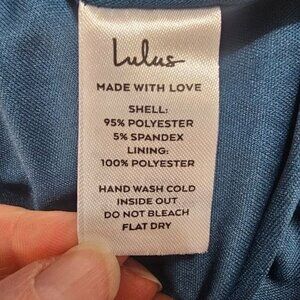 Lulus
MADE WITH LOVE
SHELL:
95% POLYESTER
5% SPANDEX
LINING:
100% POLYESTER
HAND WASH COLD
INSIDE OUT
DO NOT BLEACH
FLAT DRY